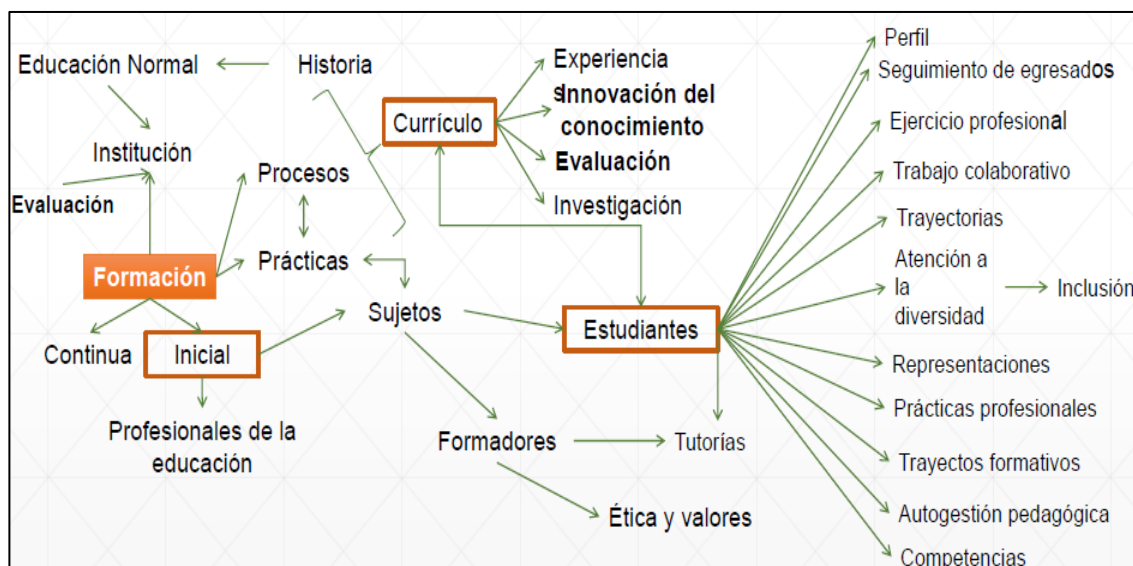 Educación Normal
Historia
Institución
Evaluación
Procesos
Prácticas
Formación
Continua
Inicial
Profesionales de la
educación
Currículo
Experiencia
s
Innovación del
conocimiento
Evaluación
Investigación
Sujetos
Estudiantes
Formadores
Tutorías
Ética y valores
Perfil
Seguimiento de egresados
Ejercicio profesional
Trabajo colaborativo
Trayectorias
Atención a
la
diversidad
Inclusión
Representaciones
Prácticas profesionales
Trayectos formativos
Autogestión pedagógica
Competencias